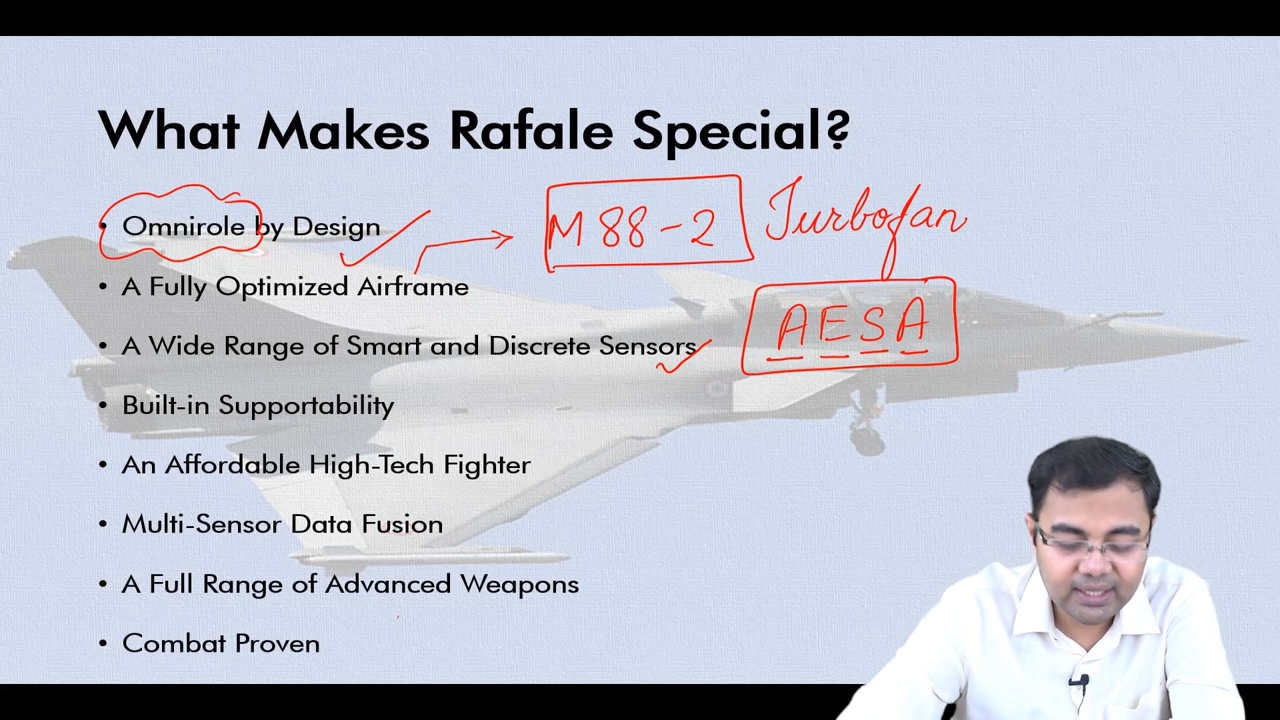 What Makes Rafale Special?
• Omnirole by Design
M 88-2 Turbofan
• A Fully Optimized Airframe
AESA
• A Wide Range of Smart and Discrete Sensors
• Built-in Supportability
• An Affordable High-Tech Fighter
• Multi-Sensor Data Fusion
• A Full Range of Advanced Weapons
• Combat Proven